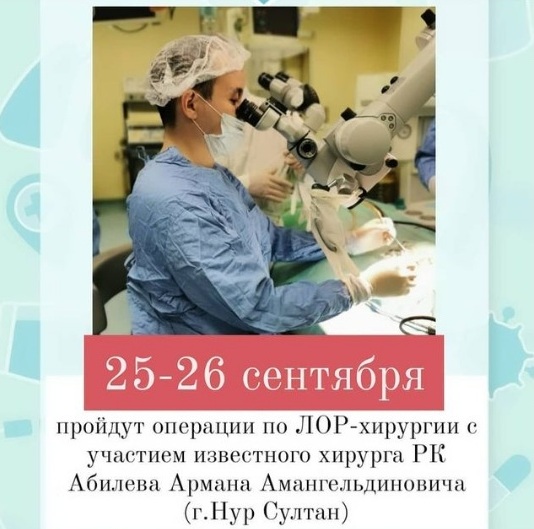 25-26 сентября
пройдут операции по ЛОР-хирургии с
участием известного хирурга РК
Абилева Армана Амангельдиновича
(г.Нур Султан)